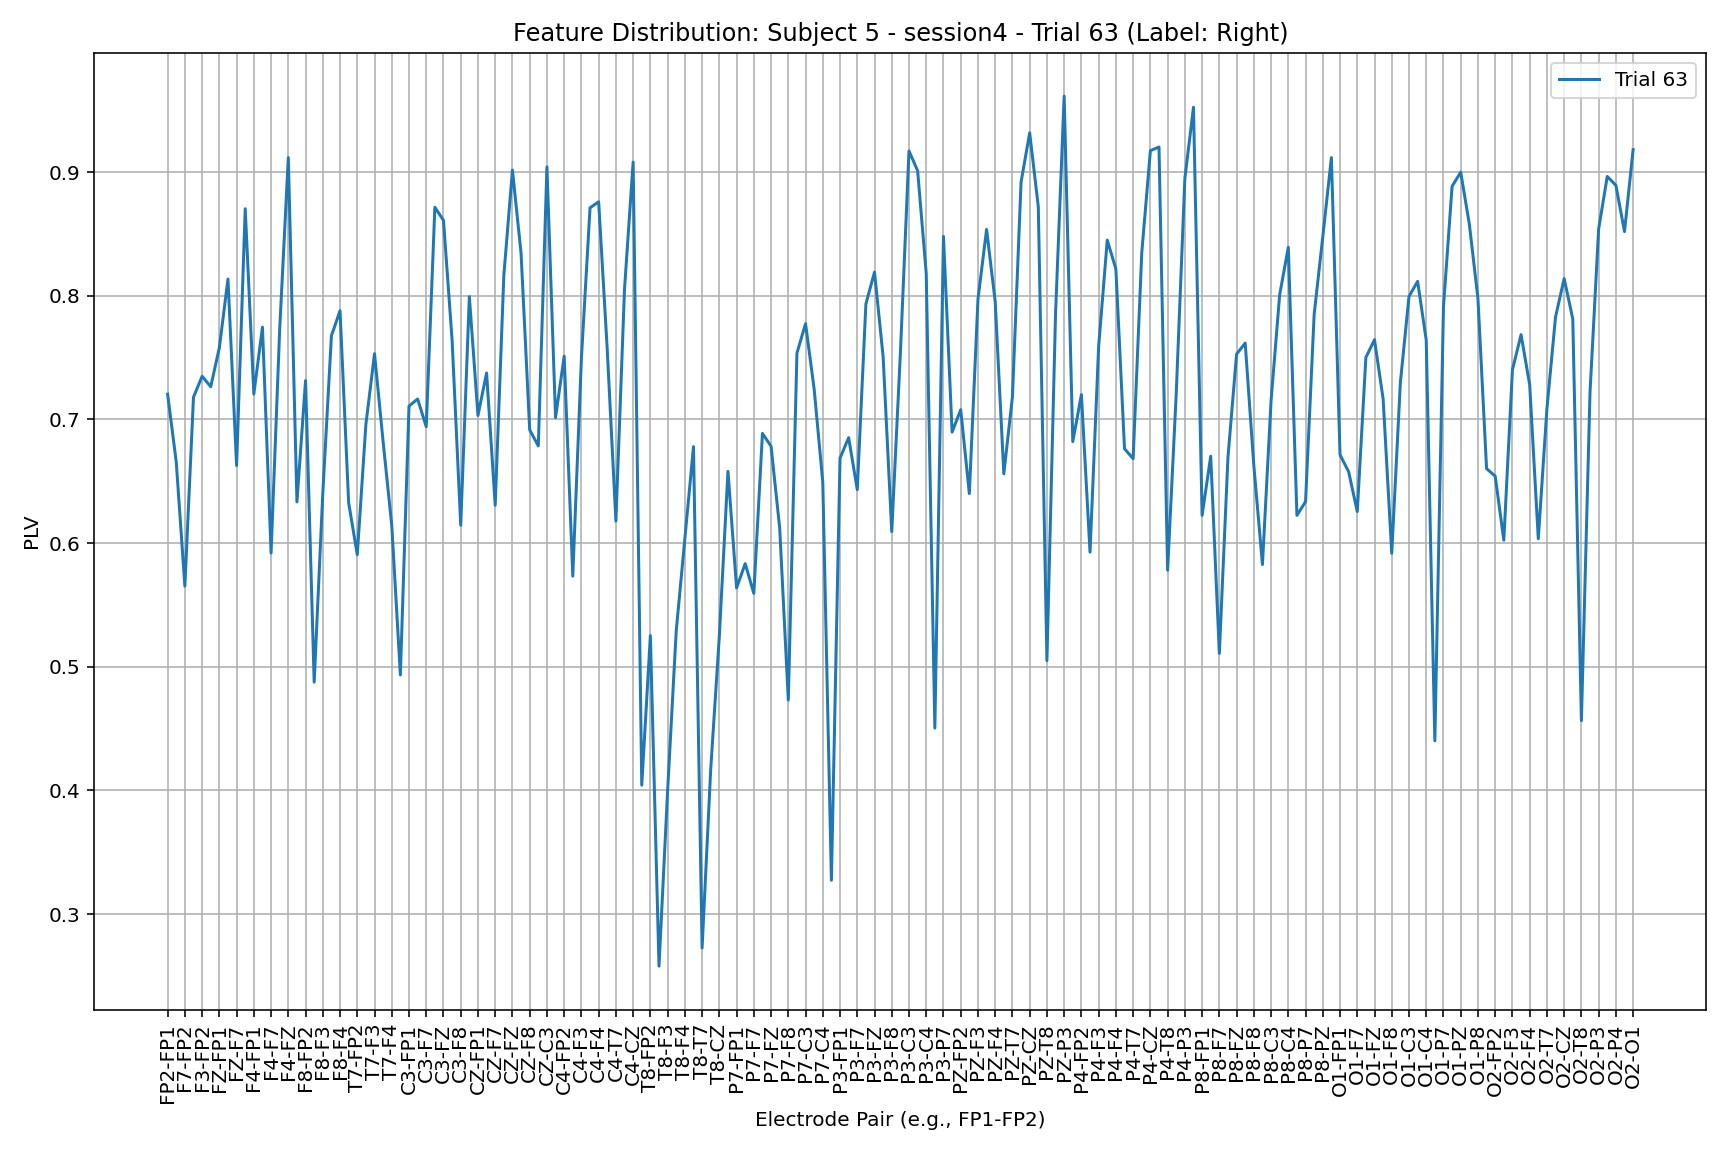 Feature Distribution: Subject 5 - session4 - Trial 63 (Label: Right)
Trial 63
0.9
0.8
0.7
0.6
0.5
0.4
0.3
PLV
FP2-FP1
F7-FP2
F3-FP2
FZ-FP1
FZ-F7
F4-FP1
F4-F7
F4-FZ
F8-FP2
F8-F3
F8-F4
T7-FP2
T7-F3
T7-F4
C3-FP1
C3-F7
C3-FZ
C3-F8
CZ-FP1
CZ-F7
CZ-FZ
CZ-F8
CZ-C3
C4-FP2
C4-F3
C4-F4
C4-T7
C4-CZ
T8-FP2
T8-F3
T8-F4
T8-T7
T8-CZ
P7-FP1
P7-F7
P7-FZ
P7-F8
P7-C3
P7-C4
P3-FP1
P3-F7
P3-FZ
P3-F8
P3-C3
P3-C4
P3-P7
PZ-FP2
PZ-F3
PZ-F4
PZ-T7
PZ-CZ
PZ-T8
PZ-P3
P4-FP2
P4-F3
P4-F4
P4-T7
P4-CZ
P4-T8
P4-P3
P8-FP1
P8-F7
P8-FZ
P8-F8
P8-C3
P8-C4
P8-P7
P8-PZ
O1-FP1
O1-F7
O1-FZ
O1-F8
O1-C3
O1-C4
O1-P7
O1-PZ
O1-P8
O2-FP2
O2-F3
O2-F4
O2-T7
O2-CZ
O2-T8
O2-P3
O2-P4
O2-O1
Electrode Pair (e.g., FP1-FP2)